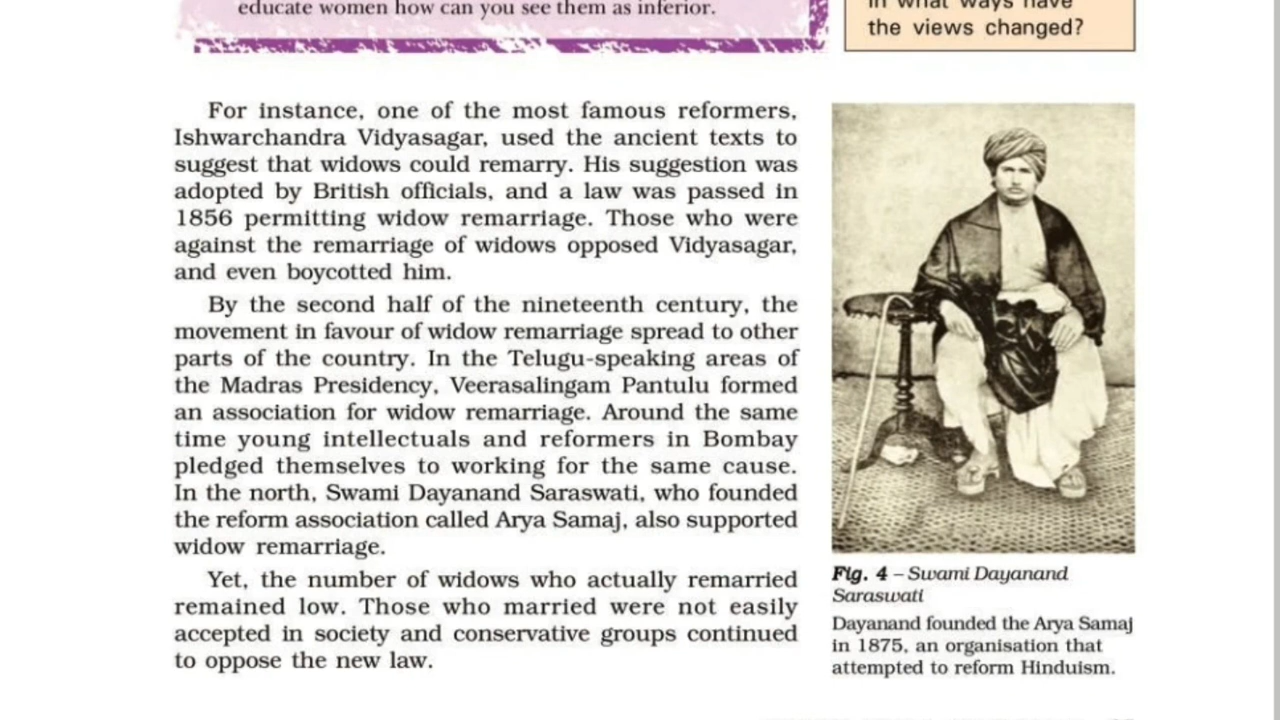 educate women how can you see them as inferior.
in what ways have
the views changed?
For instance, one of the most famous reformers,
Ishwarchandra Vidyasagar, used the ancient texts to
suggest that widows could remarry. His suggestion was
adopted by British officials, and a law was passed in
1856 permitting widow remarriage. Those who were
against the remarriage of widows opposed Vidyasagar,
and even boycotted him.
By the second half of the nineteenth century, the
movement in favour of widow remarriage spread to other
parts of the country. In the Telugu-speaking areas of
the Madras Presidency, Veerasalingam Pantulu formed
an association for widow remarriage. Around the same
time young intellectuals and reformers in Bombay
pledged themselves to working for the same cause.
In the north, Swami Dayanand Saraswati, who founded
the reform association called Arya Samaj, also supported
widow remarriage.
Yet, the number of widows who actually remarried
remained low. Those who married were not easily
accepted in society and conservative groups continued
to oppose the new law.
Fig. 4 – Swami Dayanand
Saraswati
Dayanand founded the Arya Samaj
in 1875, an organisation that
attempted to reform Hinduism.